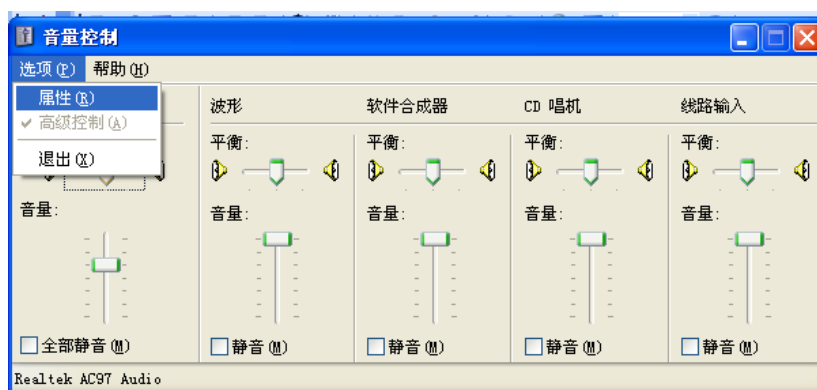 音量控制
选项(P) 帮助(H)
属性(R)
高级控制(A)
退出(X)
波形 软件合成器 CD 唱机 线路输入
平衡: 平衡: 平衡: 平衡:
音量: 音量: 音量: 音量: 音量:
全部静音(M) 静音(M) 静音(M) 静音(M) 静音(M)
Realtek AC97 Audio